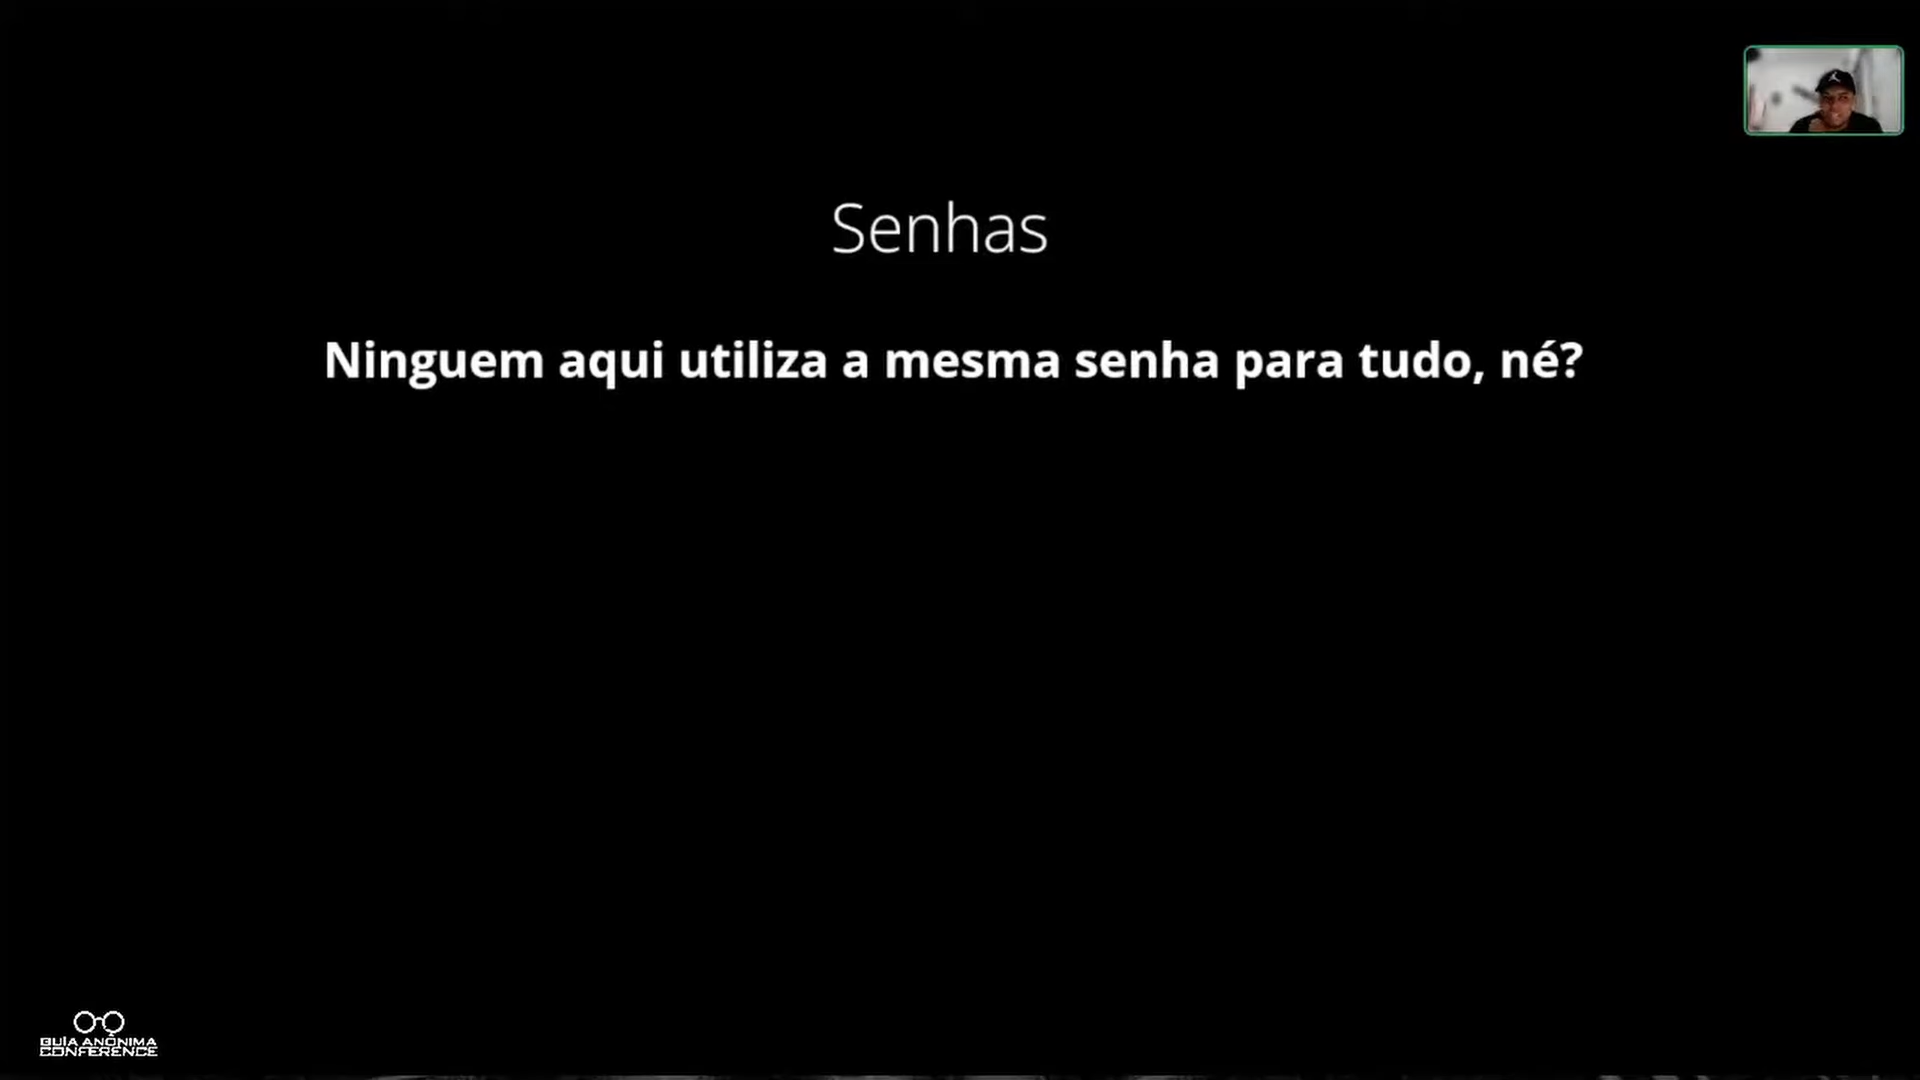 Senhas
Ninguem aqui utiliza a mesma senha para tudo, né?
GUIA ANÔNIMA
CONFERENCE